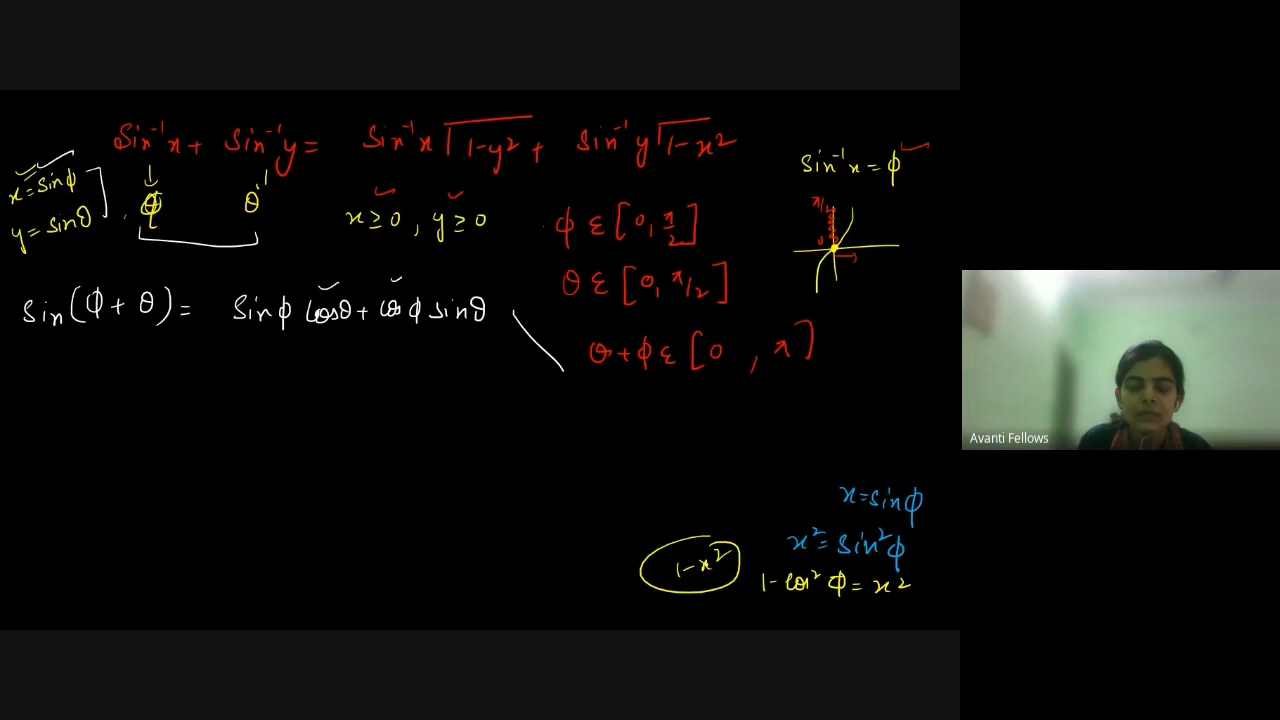 Sin⁻¹x + Sin⁻¹y = Sin⁻¹x√1-y² + Sin⁻¹y√1-x²
Sin⁻¹x = ϕ
x = sinϕ
y = sinθ
ϕ θ
x ≥ 0 , y ≥ 0
ϕ ε [0, π/2]
θ ε [0, π/2]
Sin(ϕ + θ) = Sinϕ cosθ + cosϕ sinθ
θ + ϕ ε [0 , π]
x = sinϕ
x² = Sin²ϕ
1-x²
1 - cos²ϕ = x²
Avanti Fellows